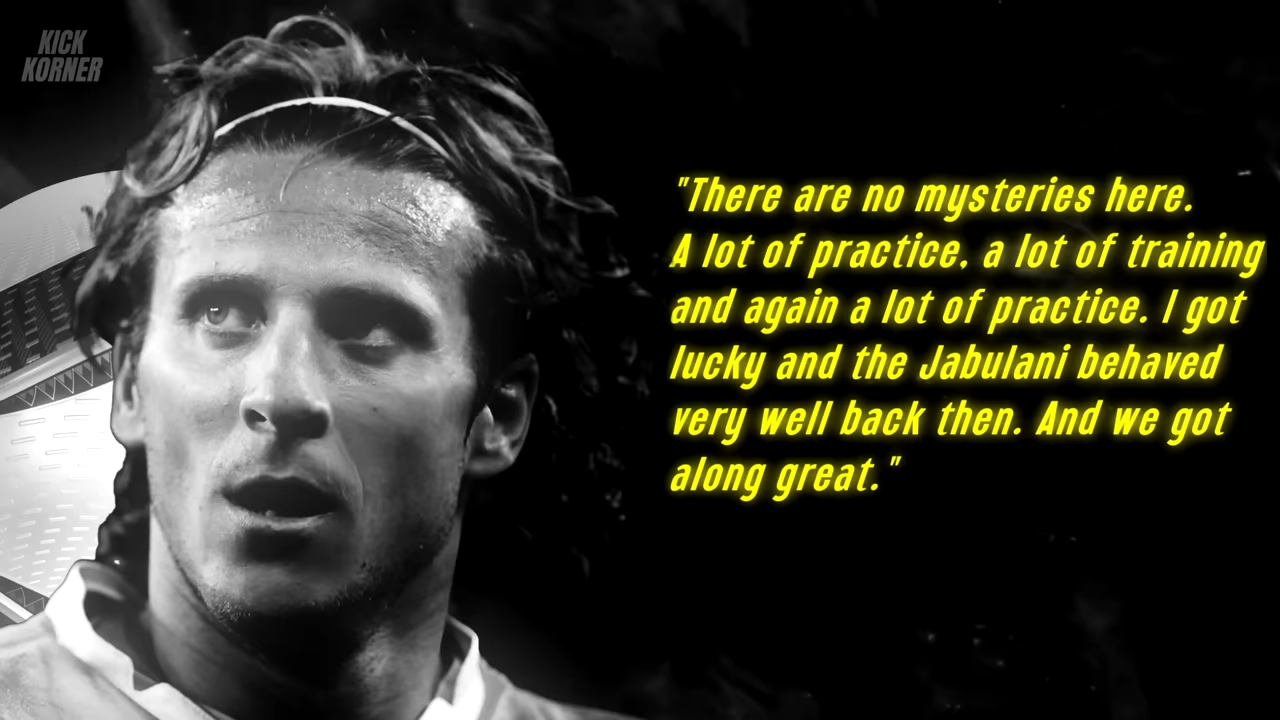 KICK
KORNER
"There are no mysteries here.
A lot of practice, a lot of training
and again a lot of practice. I got
lucky and the Jabulani behaved
very well back then. And we got
along great."